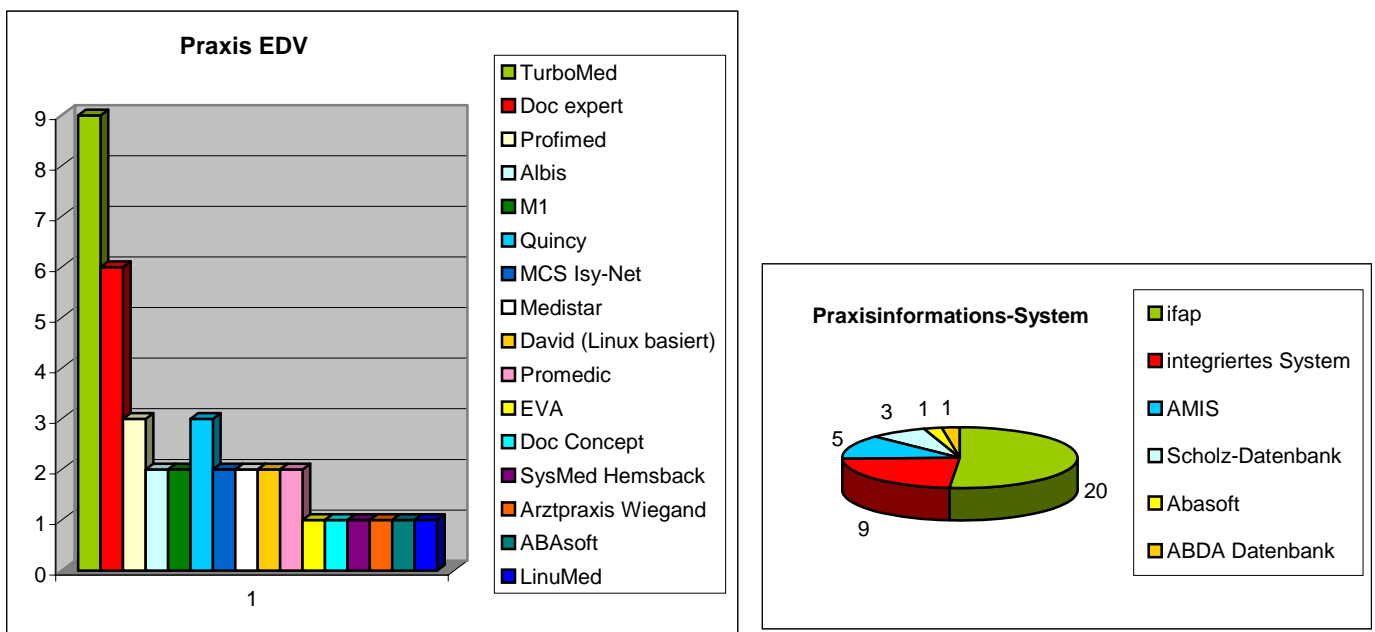 Praxis EDV
9
8
7
6
5
4
3
2
1
0
1
TurboMed
Doc expert
Profimed
Albis
M1
Quincy
MCS Isy-Net
Medistar
David (Linux basiert)
Promedic
EVA
Doc Concept
SysMed Hemsback
Arztpraxis Wiegand
ABAsoft
LinuMed
Praxisinformations-System
3
1
1
5
20
9
ifap
integriertes System
AMIS
Scholz-Datenbank
Abasoft
ABDA Datenbank